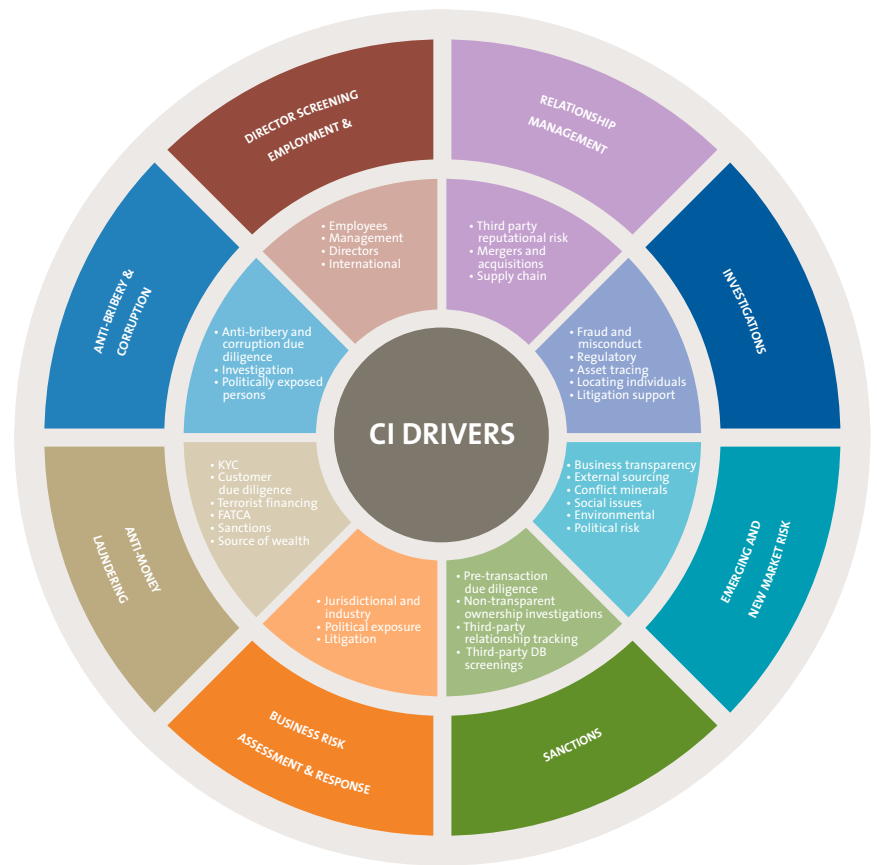 DIRECTOR SCREENING
EMPLOYMENT &
RELATIONSHIP
MANAGEMENT
• Employees
• Management
• Directors
• International
• Third party
reputational risk
• Mergers and
acquisitions
• Supply chain
ANTI-BRIBERY &
CORRUPTION
INVESTIGATIONS
• Anti-bribery and
corruption due
diligence
• Investigation
• Politically exposed
persons
• Fraud and
misconduct
• Regulatory
• Asset tracing
• Locating individuals
• Litigation support
CI DRIVERS
• KYC
• Customer
due diligence
• Terrorist financing
• FATCA
• Sanctions
• Source of wealth
• Business transparency
• External sourcing
• Conflict minerals
• Social issues
• Environmental
• Political risk
ANTI-MONEY
LAUNDERING
EMERGING AND
NEW MARKET RISK
• Jurisdictional and
industry
• Political exposure
• Litigation
• Pre-transaction
due diligence
• Non-transparent
ownership investigations
• Third-party
relationship tracking
• Third-party DB
screenings
BUSINESS RISK
ASSESSMENT & RESPONSE
SANCTIONS